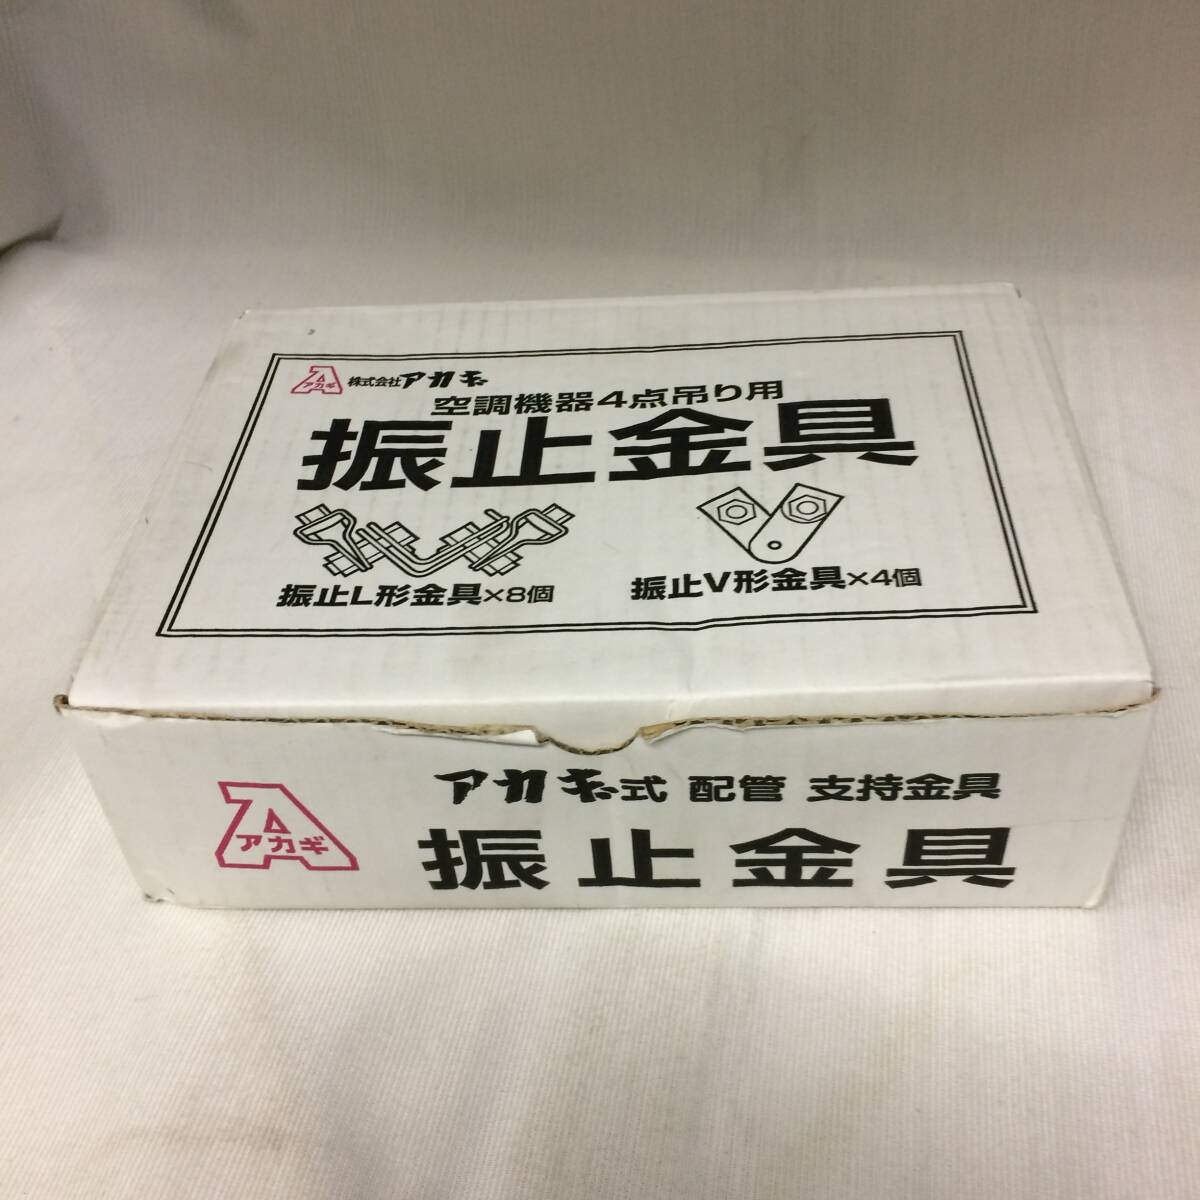 アカギ 株式会社アカギ
空調機器4点吊り用
振止金具
振止L形金具×8個
振止V形金具×4個
アカギ
アカギ式 配管 支持金具
振止金具